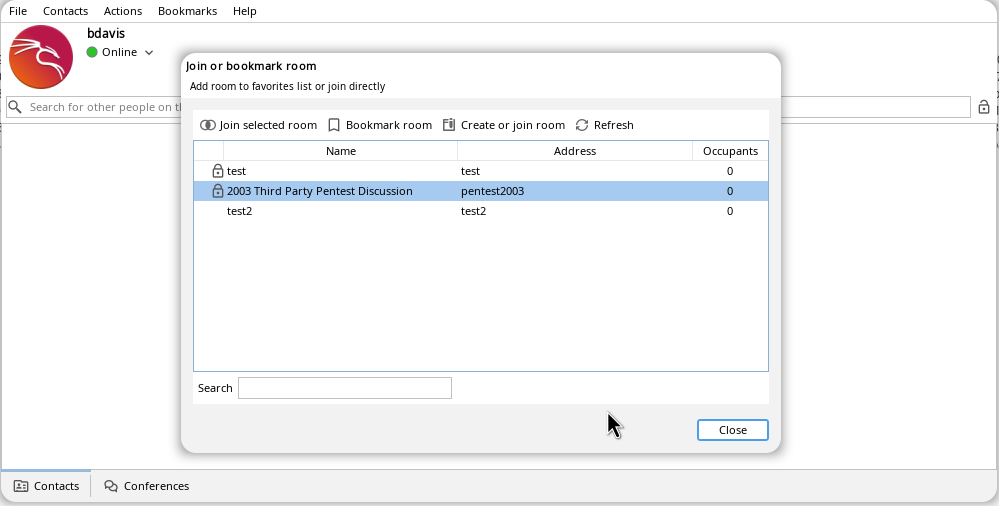 File Contacts Actions Bookmarks Help
bdavis
Online
Search for other people on th
Join or bookmark room
Add room to favorites list or join directly
Join selected room Bookmark room Create or join room Refresh
Name Address Occupants
test test 0
2003 Third Party Pentest Discussion pentest2003 0
test2 test2 0
Search
Close
Contacts Conferences